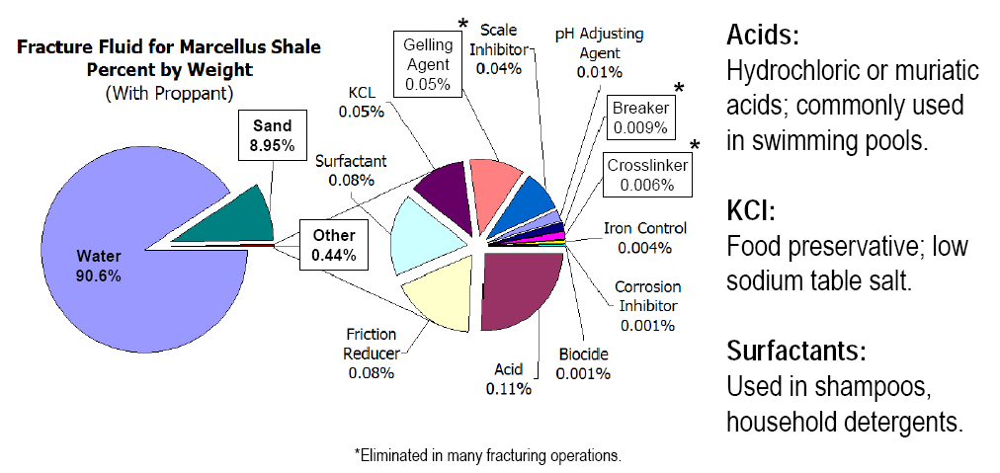 Fracture Fluid for Marcellus Shale
Percent by Weight
(With Proppant)
Sand
8.95%
Water
90.6%
Other
0.44%
*
Gelling
Agent
0.05%
Scale
Inhibitor
0.04%
pH Adjusting
Agent
0.01%
*
Breaker
0.009%
*
Crosslinker
0.006%
Iron Control
0.004%
Corrosion
Inhibitor
0.001%
Biocide
0.001%
Acid
0.11%
Friction
Reducer
0.08%
Surfactant
0.08%
KCL
0.05%
*Eliminated in many fracturing operations.
Acids:
Hydrochloric or muriatic
acids; commonly used
in swimming pools.
KCl:
Food preservative; low
sodium table salt.
Surfactants:
Used in shampoos,
household detergents.